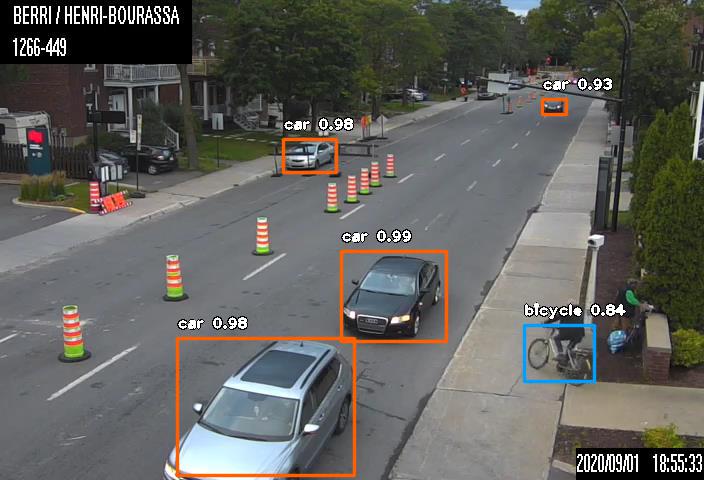 BERRI / HENRI-BOURASSA
1266-449
car 0.93
car 0.98
car 0.99
bicycle 0.84
car 0.98
2020/09/01 18:55:33